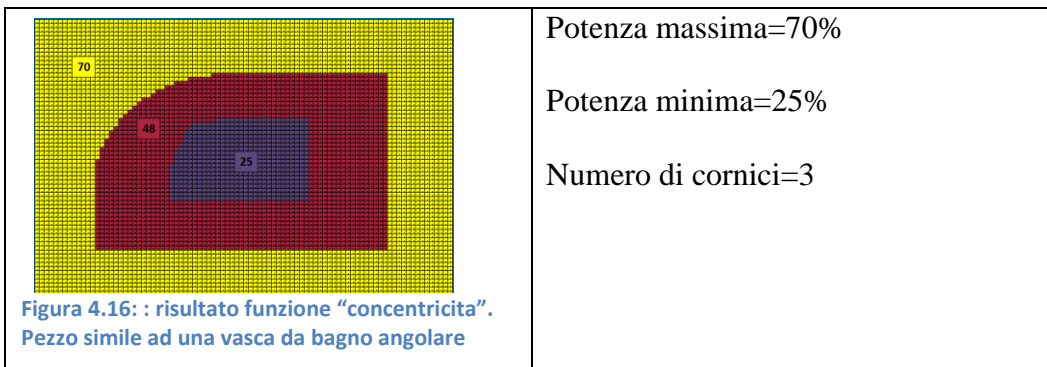 70
48
25
Figura 4.16: : risultato funzione “concentricita”.
Pezzo simile ad una vasca da bagno angolare
Potenza massima=70%
Potenza minima=25%
Numero di cornici=3